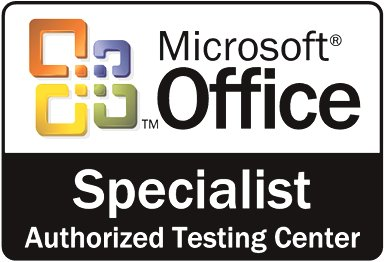 Microsoft®
Office
TM
Specialist
Authorized Testing Center